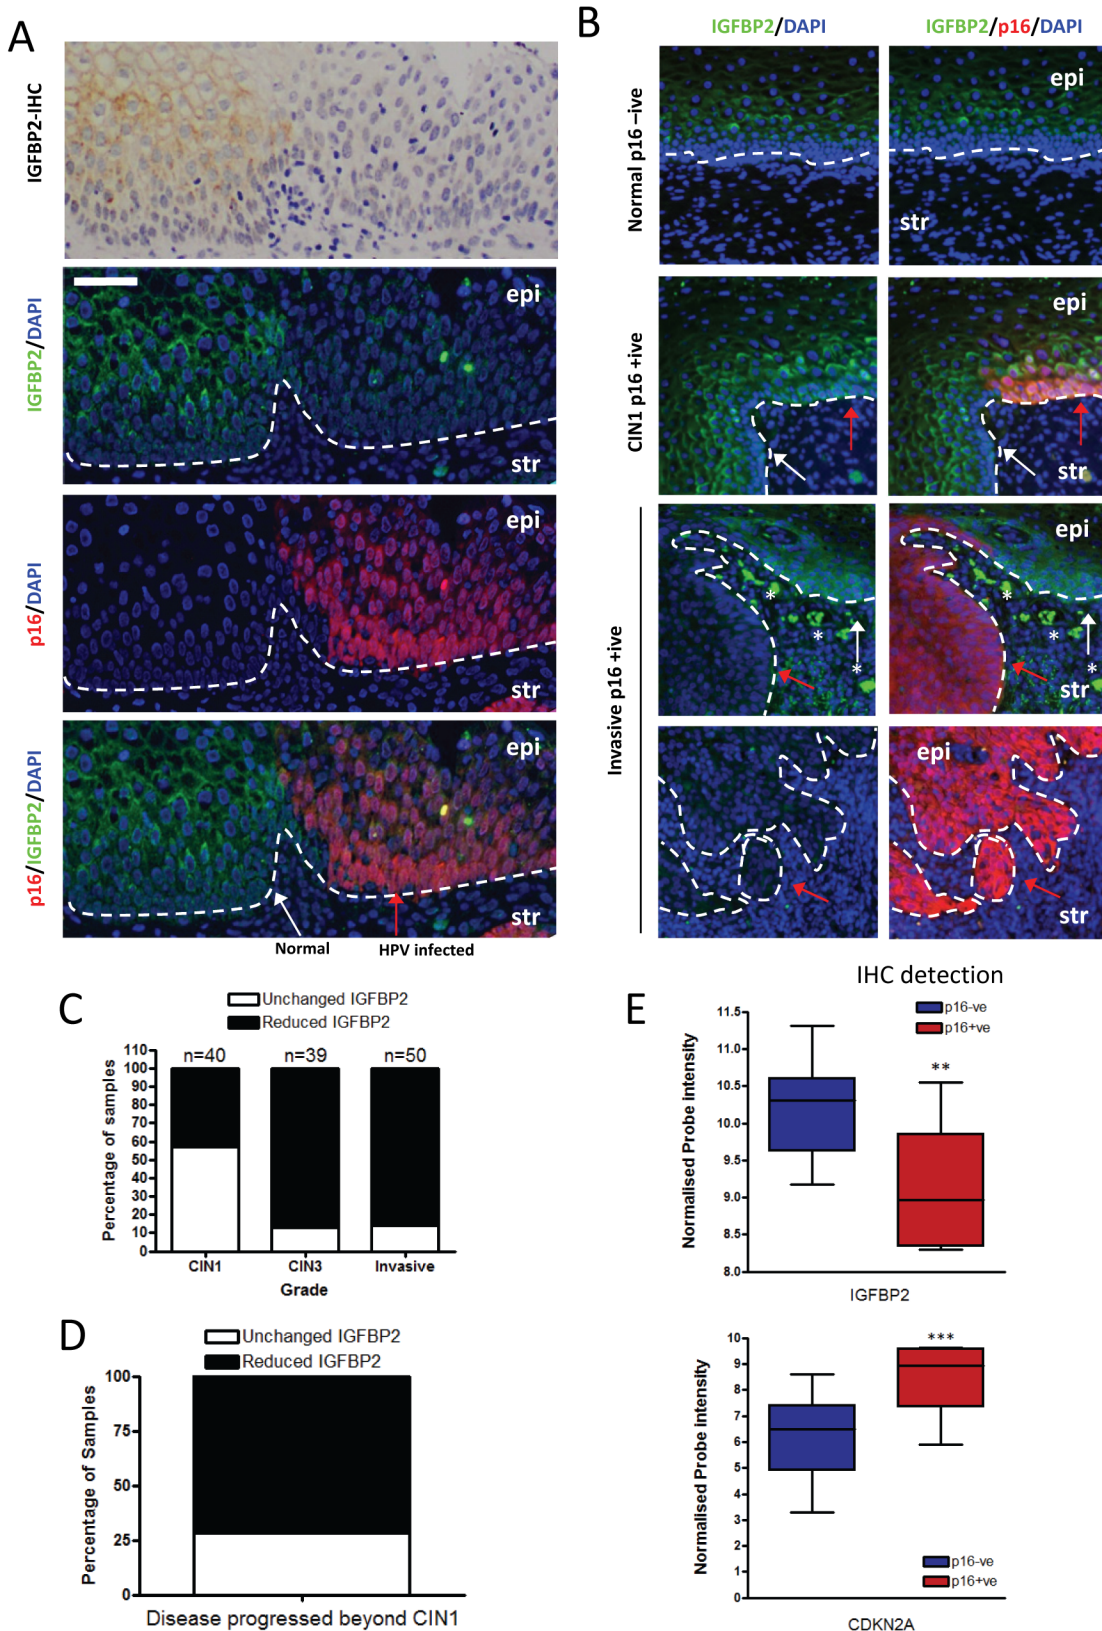 A
IGFBP2-IHC
IGFBP2/DAPI
epi
str
p16/DAPI
epi
str
p16/IGFBP2/DAPI
epi
str
Normal
HPV infected
B
IGFBP2/DAPI
IGFBP2/p16/DAPI
Normal p16 –ive
epi
str
CIN1 p16 +ive
epi
str
Invasive p16 +ive
epi
*
*
*
*
*
*
str
epi
str
C
Unchanged IGFBP2
Reduced IGFBP2
Percentage of samples
110
100
90
80
70
60
50
40
30
20
10
0
n=40
n=39
n=50
CIN1
CIN3
Invasive
Grade
D
Unchanged IGFBP2
Reduced IGFBP2
Percentage of Samples
100
75
50
25
0
Disease progressed beyond CIN1
IHC detection
E
p16-ve
p16+ve
Normalised Probe intensity
11.5
11.0
10.5
10.0
9.5
9.0
8.5
8.0
**
IGFBP2
Normalised Probe intensity
10
9
8
7
6
5
4
3
2
1
0
***
p16-ve
p16+ve
CDKN2A